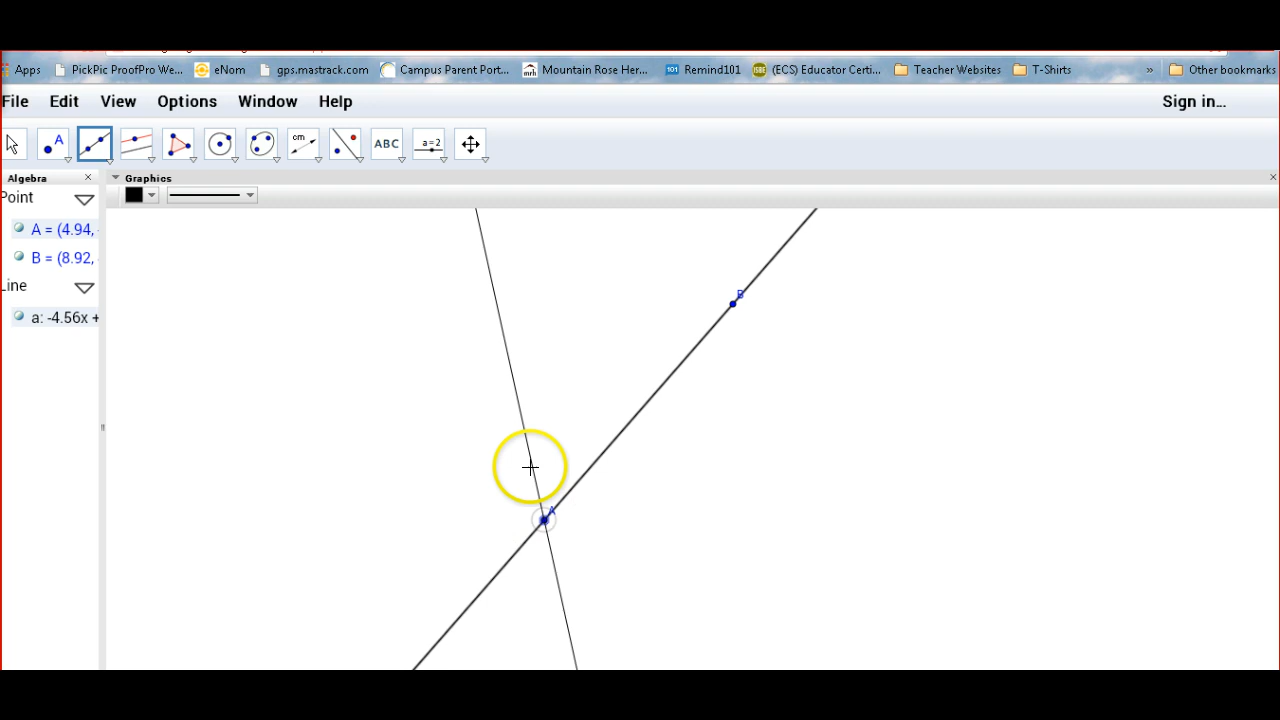 Apps PickPic ProofPro We... eNom gps.mastrack.com Campus Parent Port... Mountain Rose Her... 101 Remind101 (ECS) Educator Certi... Teacher Websites T-Shirts » Other bookmarks
File Edit View Options Window Help Sign in...
A cm ABC a=2
Algebra Graphics
Point
A = (4.94,
B = (8.92,
Line
a: -4.56x +
B
A